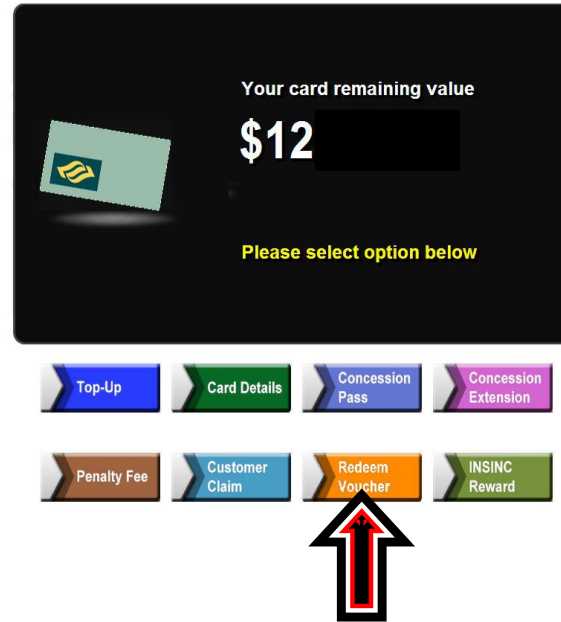 Your card remaining value
$12
Please select option below
Top-Up
Card Details
Concession
Pass
Concession
Extension
Penalty Fee
Customer
Claim
Redeem
Voucher
INSINC
Reward